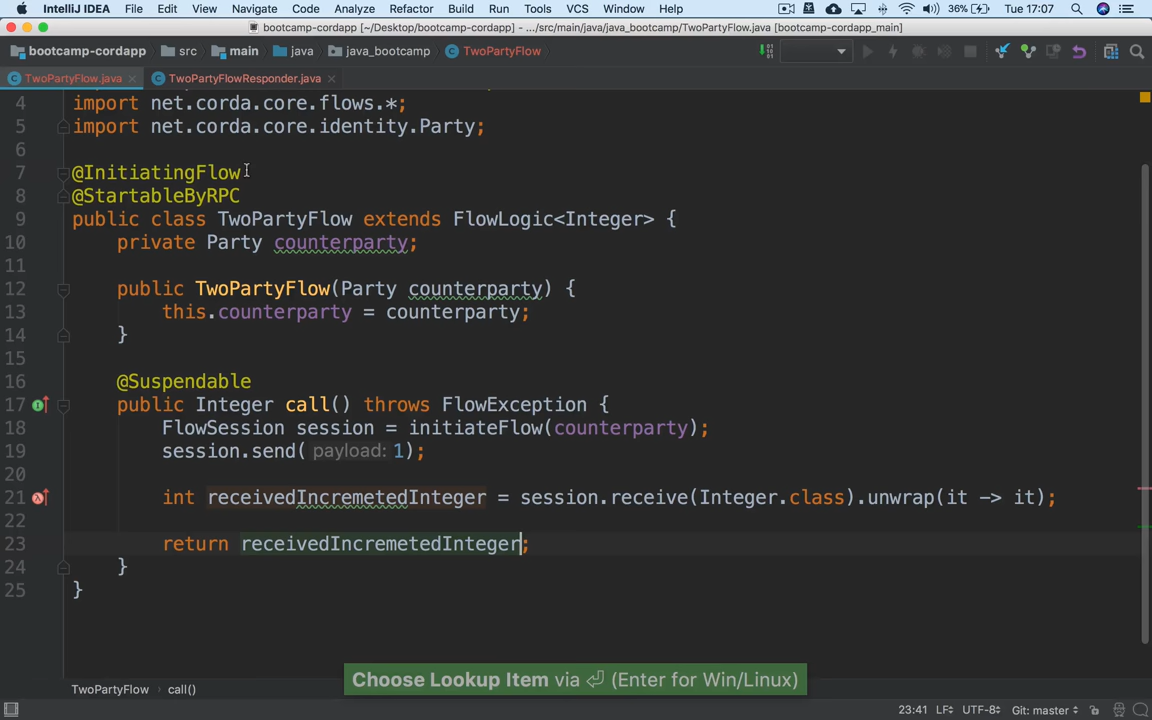 IntelliJ IDEA File Edit View Navigate Code Analyze Refactor Build Run Tools VCS Window Help 36% Tue 17:07
bootcamp-cordapp [~/Desktop/bootcamp-cordapp] - .../src/main/java/java_bootcamp/TwoPartyFlow.java [bootcamp-cordapp_main]
bootcamp-cordapp src main java java_bootcamp TwoPartyFlow
TwoPartyFlow.java TwoPartyFlowResponder.java
4 import net.corda.core.flows.*;
5 import net.corda.core.identity.Party;
6
7 @InitiatingFlow
8 @StartableByRPC
9 public class TwoPartyFlow extends FlowLogic<Integer> {
10 private Party counterparty;
11
12 public TwoPartyFlow(Party counterparty) {
13 this.counterparty = counterparty;
14 }
15
16 @Suspendable
17 public Integer call() throws FlowException {
18 FlowSession session = initiateFlow(counterparty);
19 session.send( payload: 1);
20
21 int receivedIncremetedInteger = session.receive(Integer.class).unwrap(it -> it);
22
23 return receivedIncremetedInteger;
24 }
25 }
Choose Lookup Item via ⏎ (Enter for Win/Linux)
TwoPartyFlow call()
23:41 LF UTF-8 Git: master